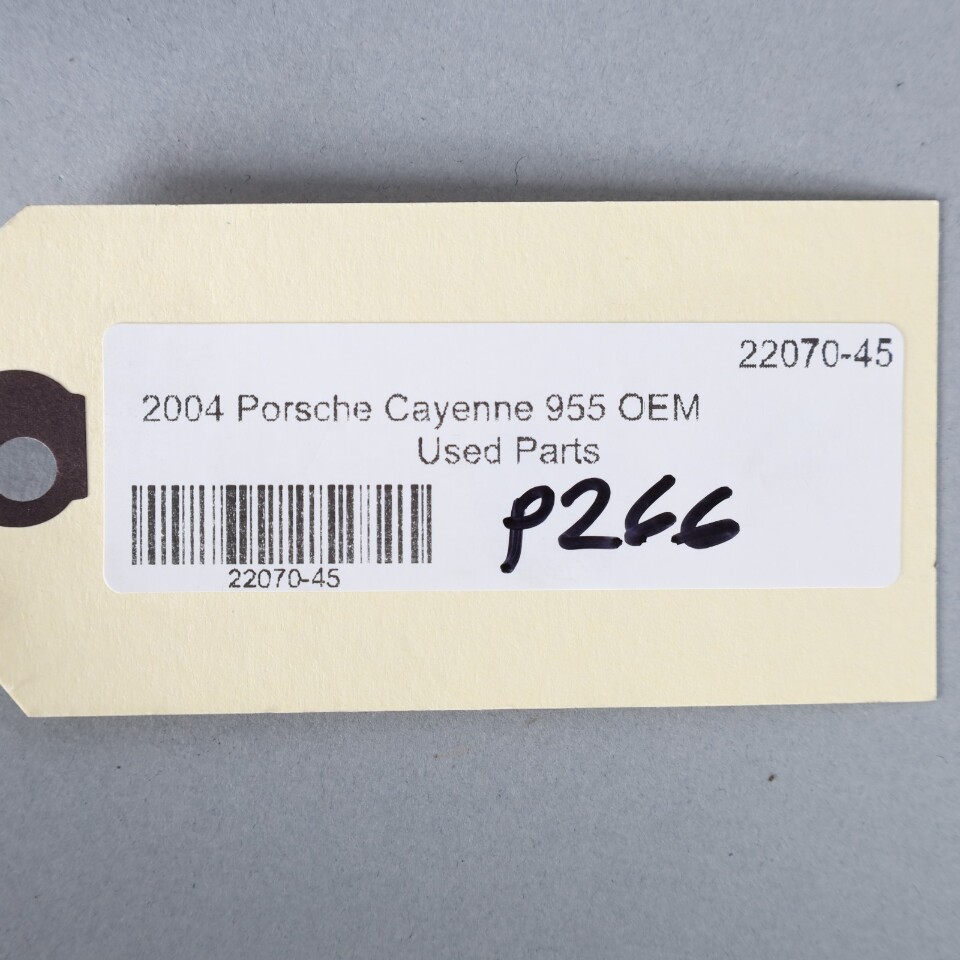 22070-45
2004 Porsche Cayenne 955 OEM
Used Parts
P266
22070-45